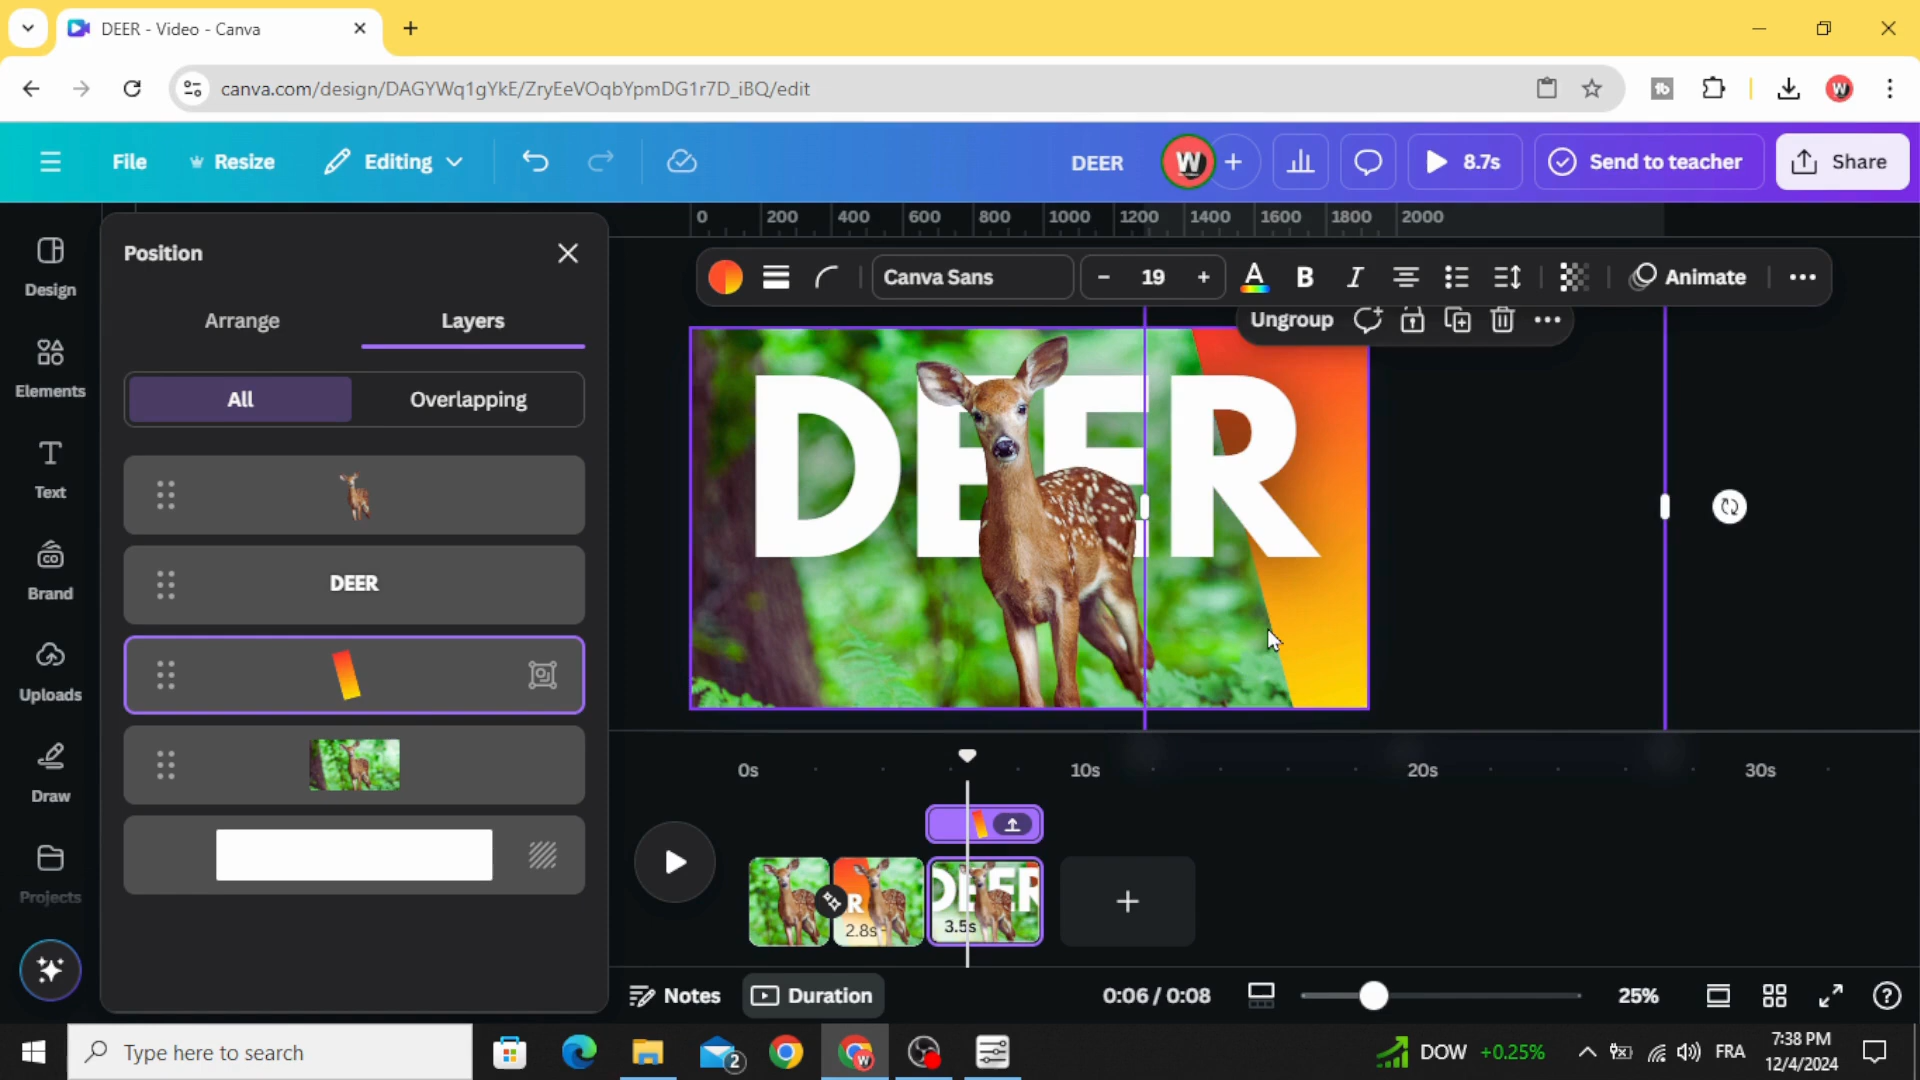 DEER - Video - Canva
canva.com/design/DAGYWq1gYkE/ZryEeVOqbYpmDG1r7D_iBQ/edit
W
File
Resize
Editing
DEER
W
8.7s
Send to teacher
Share
0 200 400 600 800 1000 1200 1400 1600 1800 2000
Design
Elements
Text
Brand
CO
Uploads
Draw
Projects
Position
Arrange
Layers
All
Overlapping
DEER
Canva Sans
- 19 +
A
B
I
Animate
Ungroup
DEER
0s
10s
20s
30s
R
2.8s
DEER
3.5s
Notes
Duration
0:06 / 0:08
25%
Type here to search
2
W
DOW +0.25%
FRA
7:38 PM
12/4/2024